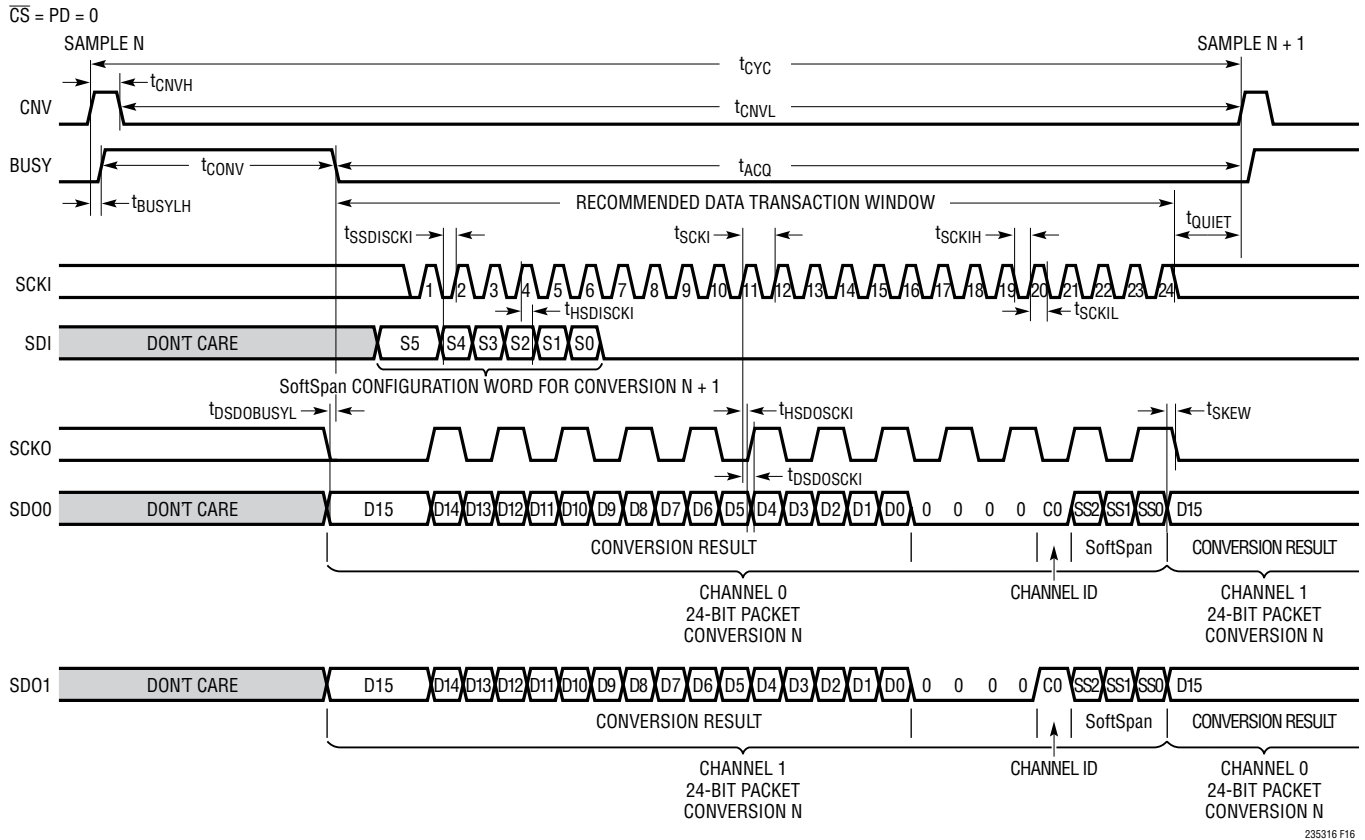 CS = PD = 0
SAMPLE N
SAMPLE N + 1
tCYC
tCNVH
CNV
tCNVL
BUSY
tCONV
tACQ
tBUSYLH
RECOMMENDED DATA TRANSACTION WINDOW
tQUIET
tSSDISCKI
tSCKI
tSCKIH
SCKI
1 2 3 4 5 6 7 8 9 10 11 12 13 14 15 16 17 18 19 20 21 22 23 24
tHSDISCKI
tSCKIL
SDI
DON'T CARE
S5 S4 S3 S2 S1 S0
SoftSpan CONFIGURATION WORD FOR CONVERSION N + 1
tDSDOBUSYL
tHSDOSCKI
tSKEW
SCKO
tDSDOSCKI
SDO0
DON'T CARE
D15 D14 D13 D12 D11 D10 D9 D8 D7 D6 D5 D4 D3 D2 D1 D0 0 0 0 0 C0 SS2 SS1 SS0 D15
CONVERSION RESULT
SoftSpan
CONVERSION RESULT
CHANNEL 0
24-BIT PACKET
CONVERSION N
CHANNEL ID
CHANNEL 1
24-BIT PACKET
CONVERSION N
SDO1
DON'T CARE
D15 D14 D13 D12 D11 D10 D9 D8 D7 D6 D5 D4 D3 D2 D1 D0 0 0 0 0 C0 SS2 SS1 SS0 D15
CONVERSION RESULT
SoftSpan
CONVERSION RESULT
CHANNEL 1
24-BIT PACKET
CONVERSION N
CHANNEL ID
CHANNEL 0
24-BIT PACKET
CONVERSION N
235316 F16